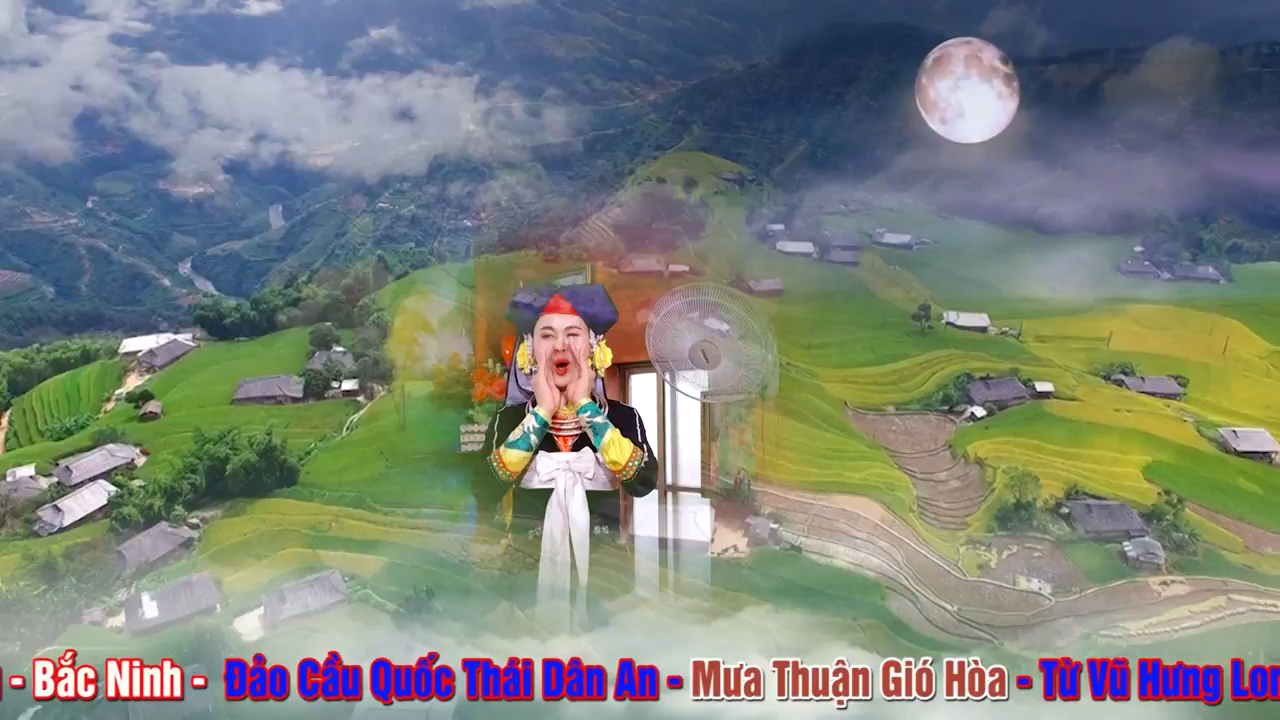 - Bắc Ninh - Đảo Cầu Quốc Thái Dân An - Mưa Thuận Gió Hòa - Từ Vũ Hưng